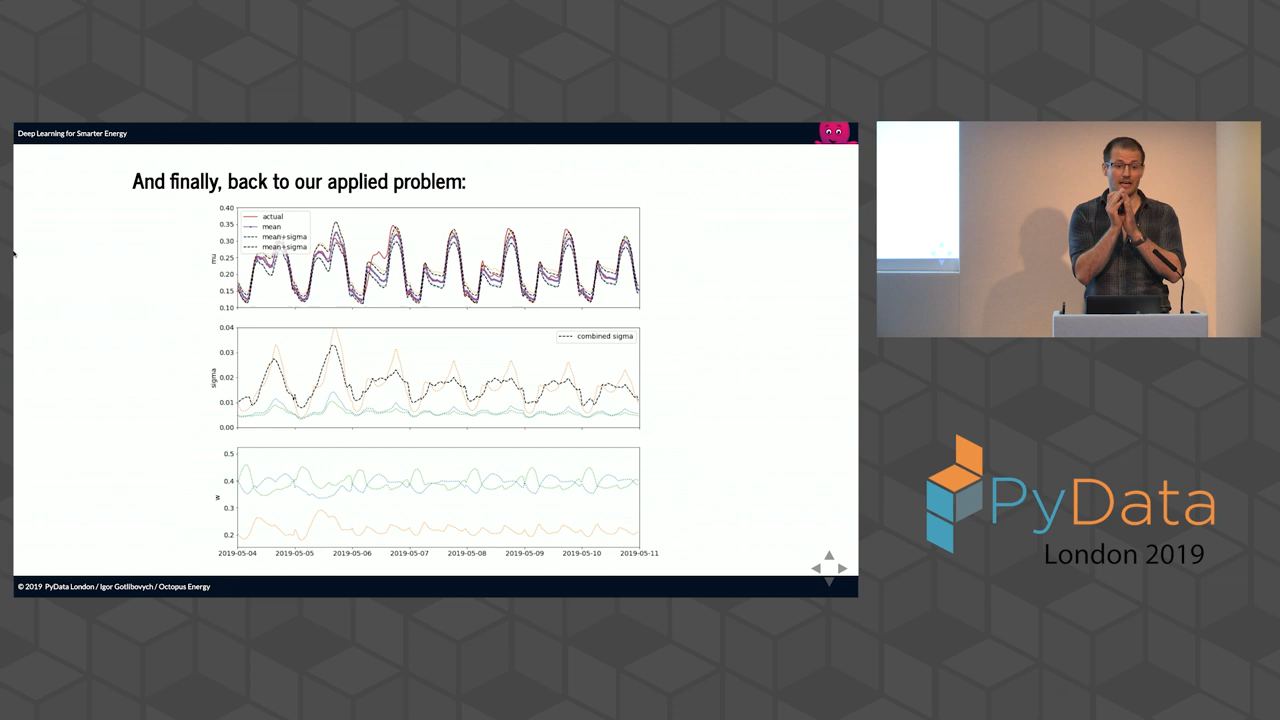 Deep Learning for Smarter Energy
And finally, back to our applied problem:
0.40
0.35
0.30
0.25
0.20
0.15
0.10
mu
actual
mean
mean+sigma
mean-sigma
0.04
0.03
0.02
0.01
0.00
sigma
combined sigma
0.5
0.4
0.3
0.2
w
2019-05-04 2019-05-05 2019-05-06 2019-05-07 2019-05-08 2019-05-09 2019-05-10 2019-05-11
© 2019 PyData London / Igor Gotlibovych / Octopus Energy
PyData
London 2019